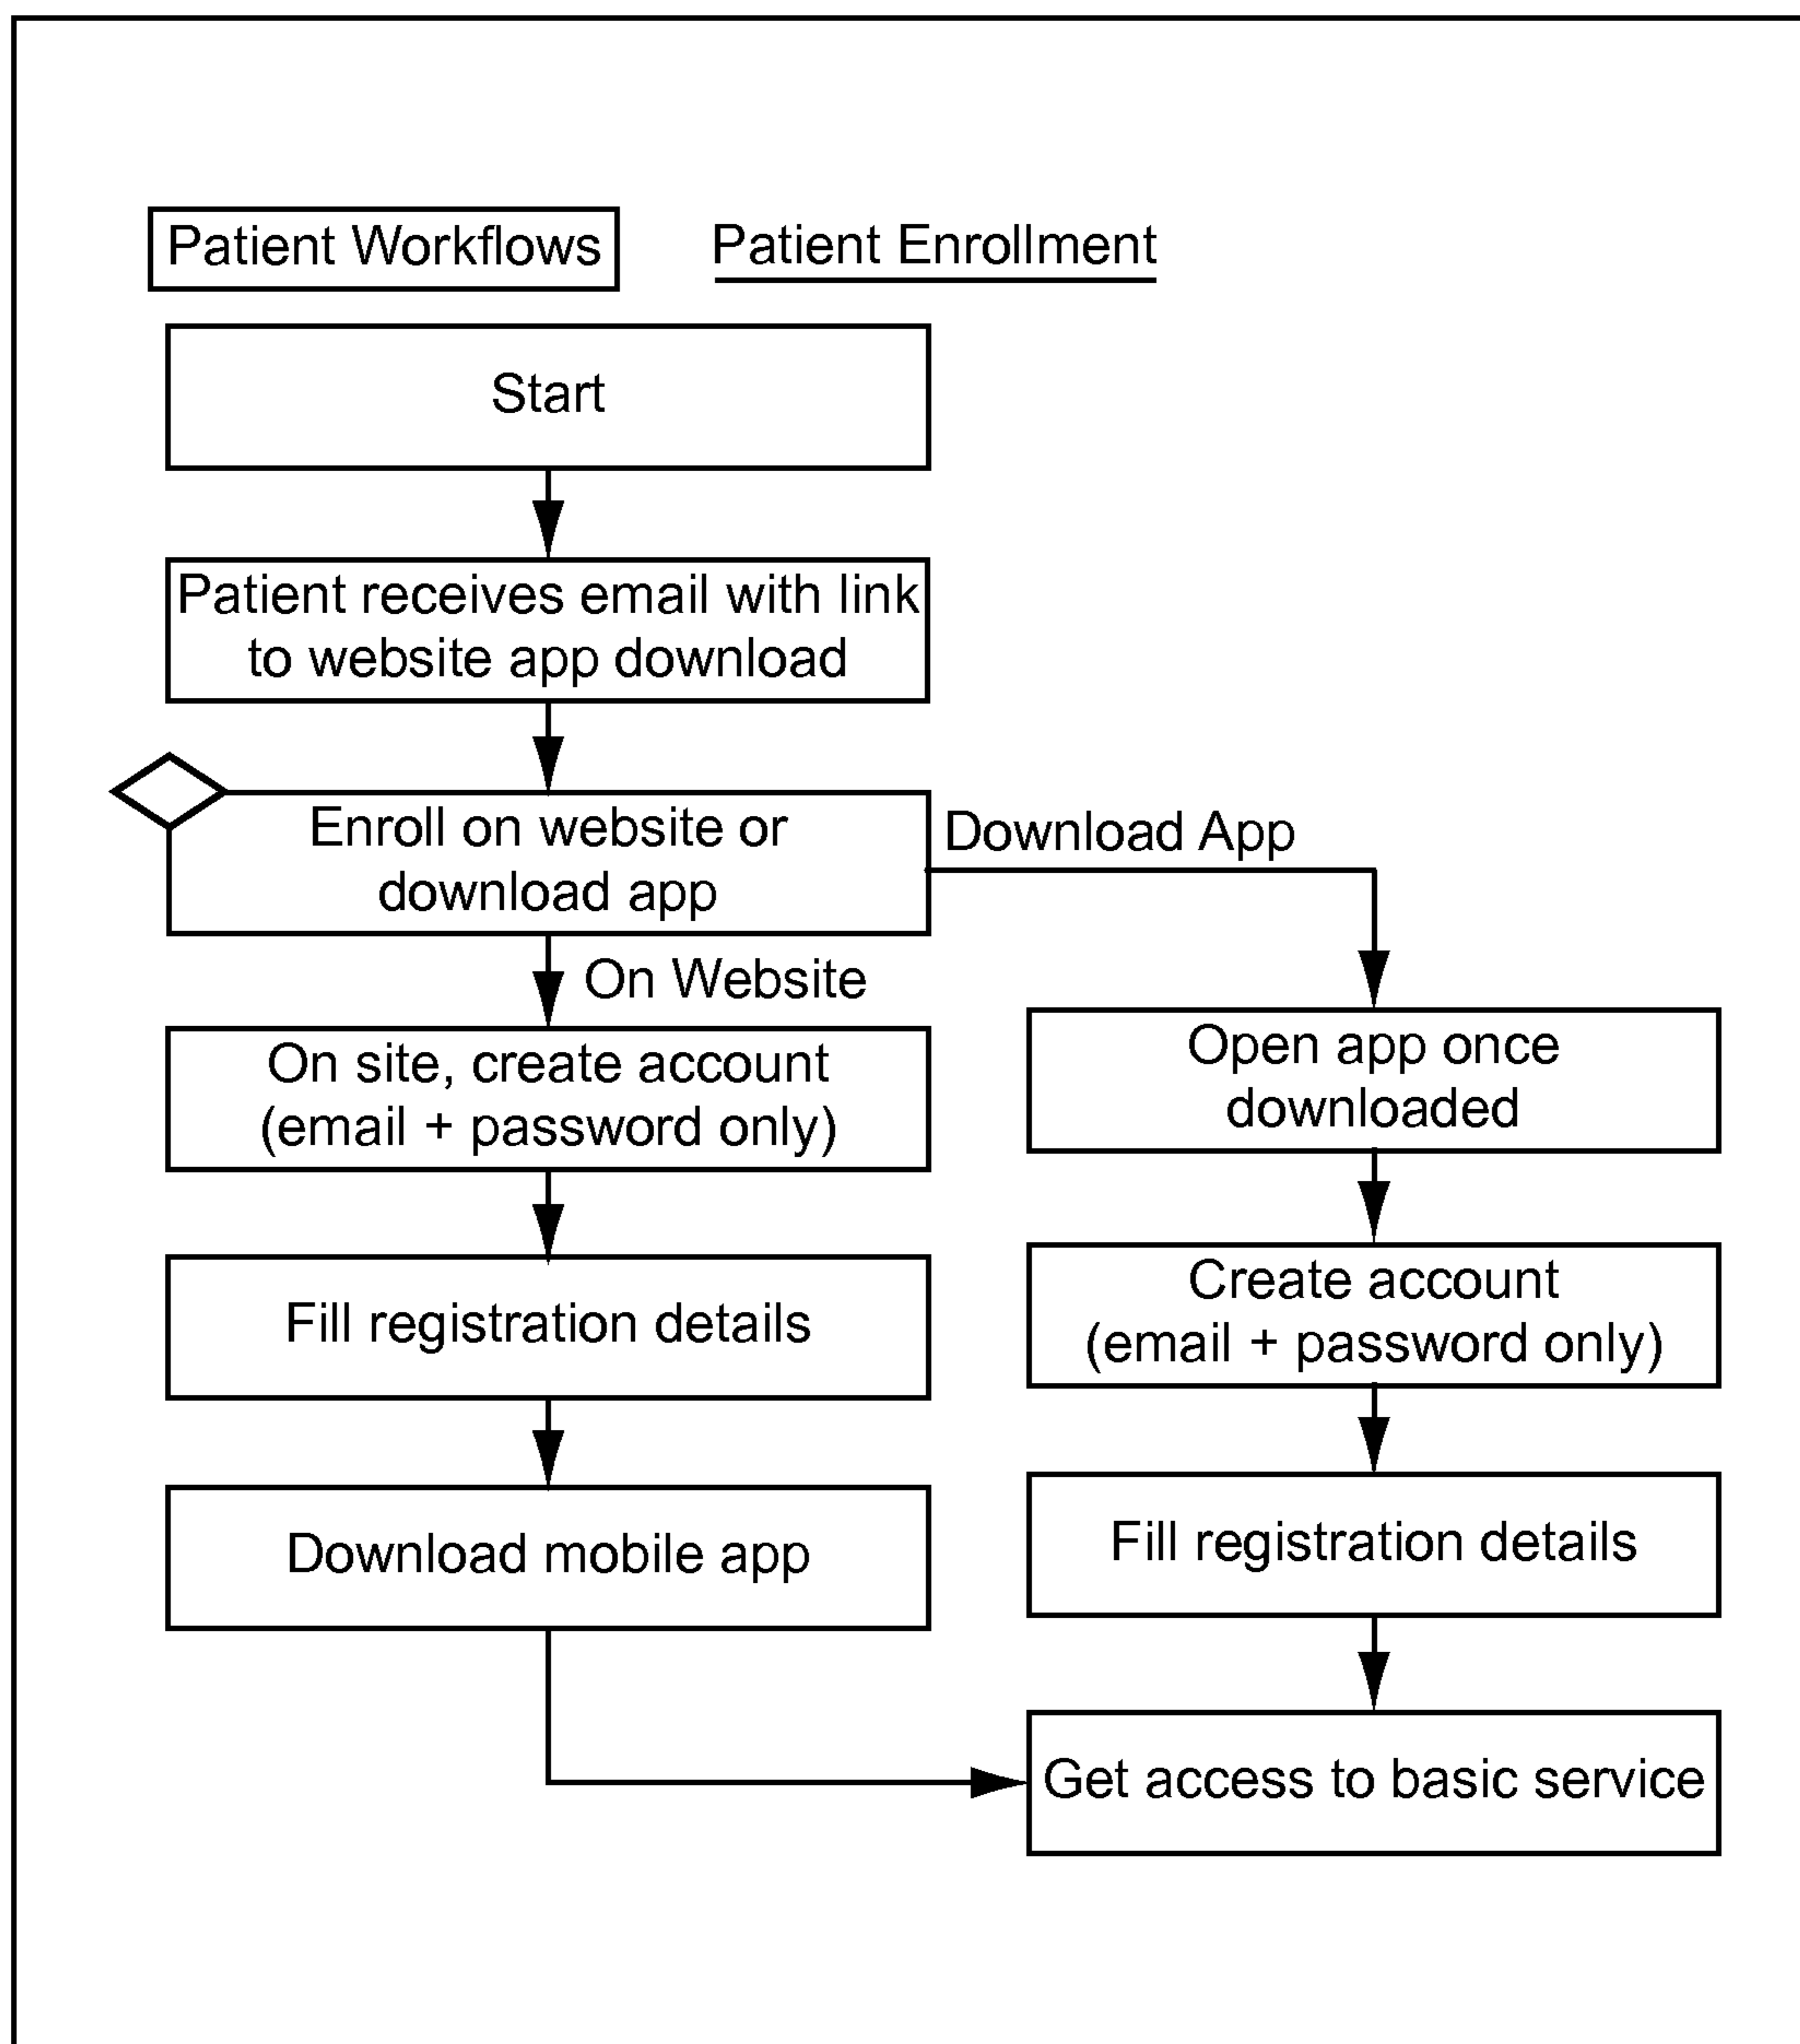 Patient Workflows
Patient Enrollment
Start
Patient receives email with link
to website app download
Enroll on website or
download app
Download App
On Website
On site, create account
(email + password only)
Fill registration details
Download mobile app
Open app once
downloaded
Create account
(email + password only)
Fill registration details
Get access to basic service